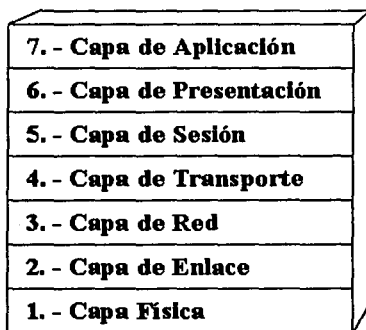 7. - Capa de Aplicación
6. - Capa de Presentación
5. - Capa de Sesión
4. - Capa de Transporte
3. - Capa de Red
2. - Capa de Enlace
1. - Capa Física